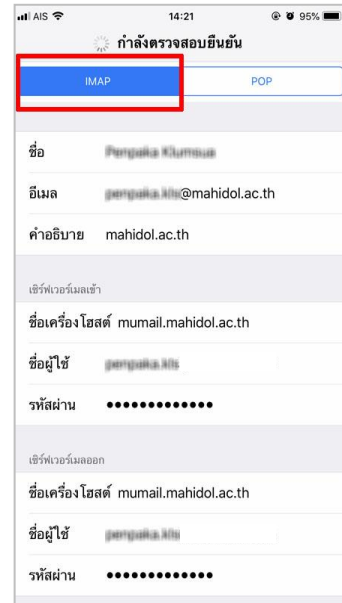 AIS 14:21 95%
กำลังตรวจสอบยืนยัน
IMAP POP
ชื่อ
อีเมล @mahidol.ac.th
คำอธิบาย mahidol.ac.th
เซิร์ฟเวอร์เมลเข้า
ชื่อเครื่องโฮสต์ mumail.mahidol.ac.th
ชื่อผู้ใช้
รหัสผ่าน ●●●●●●●●●●●●●
เซิร์ฟเวอร์เมลออก
ชื่อเครื่องโฮสต์ mumail.mahidol.ac.th
ชื่อผู้ใช้
รหัสผ่าน ●●●●●●●●●●●●●